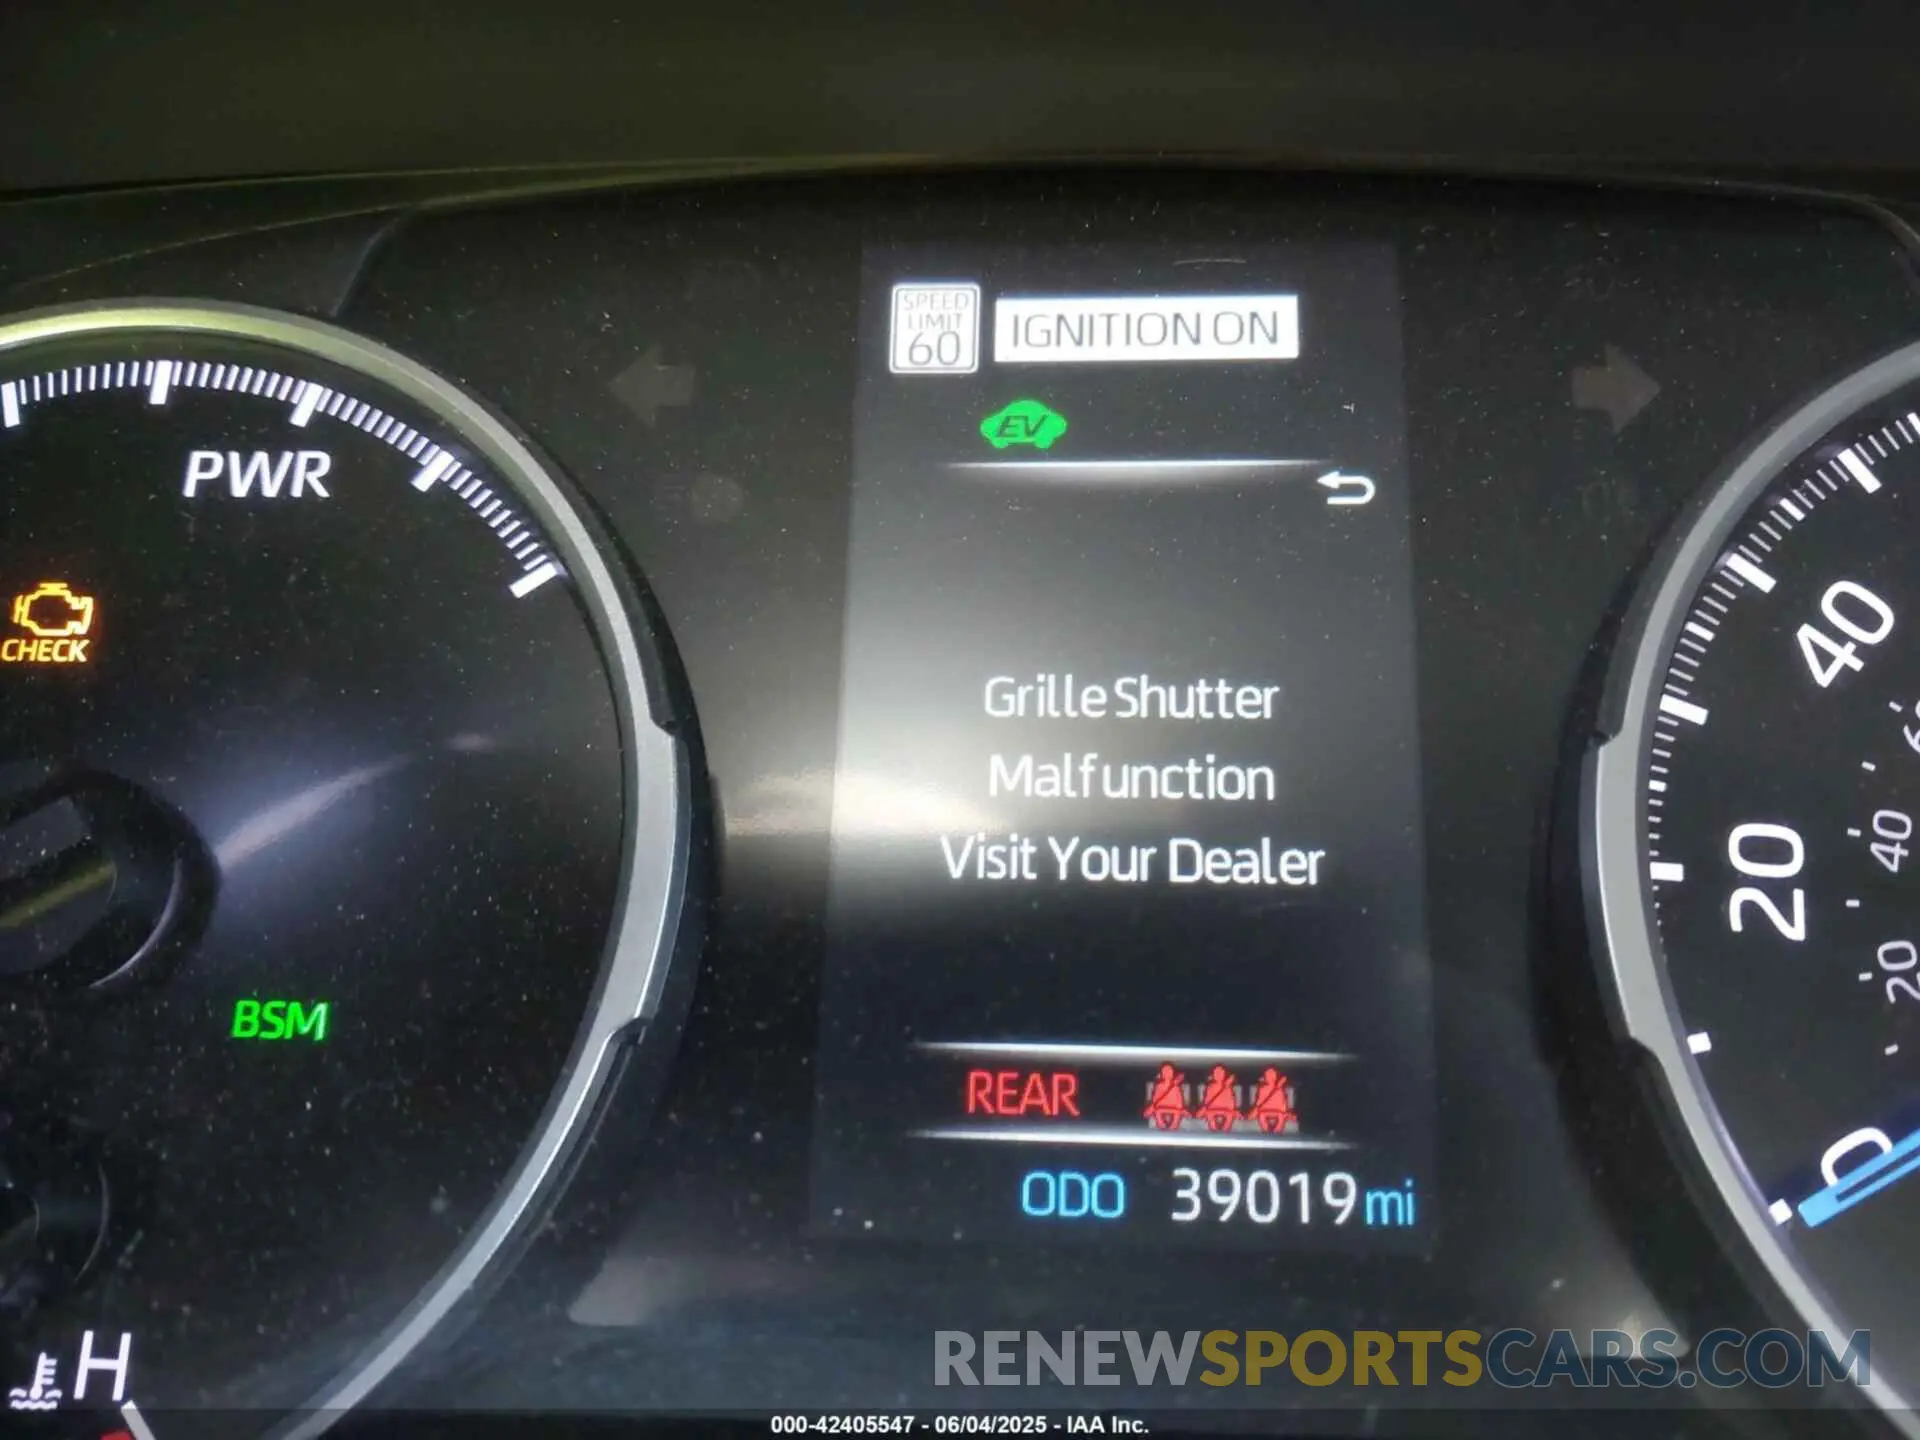 SPEED
LIMIT
60
IGNITION ON
EV
PWR
CHECK
Grille Shutter
Malfunction
Visit Your Dealer
BSM
REAR
ODO 39019 mi
H
40
20
0
40
20
RENEWSPORTSCARS.COM
000-42405547 - 06/04/2025 - IAA Inc.